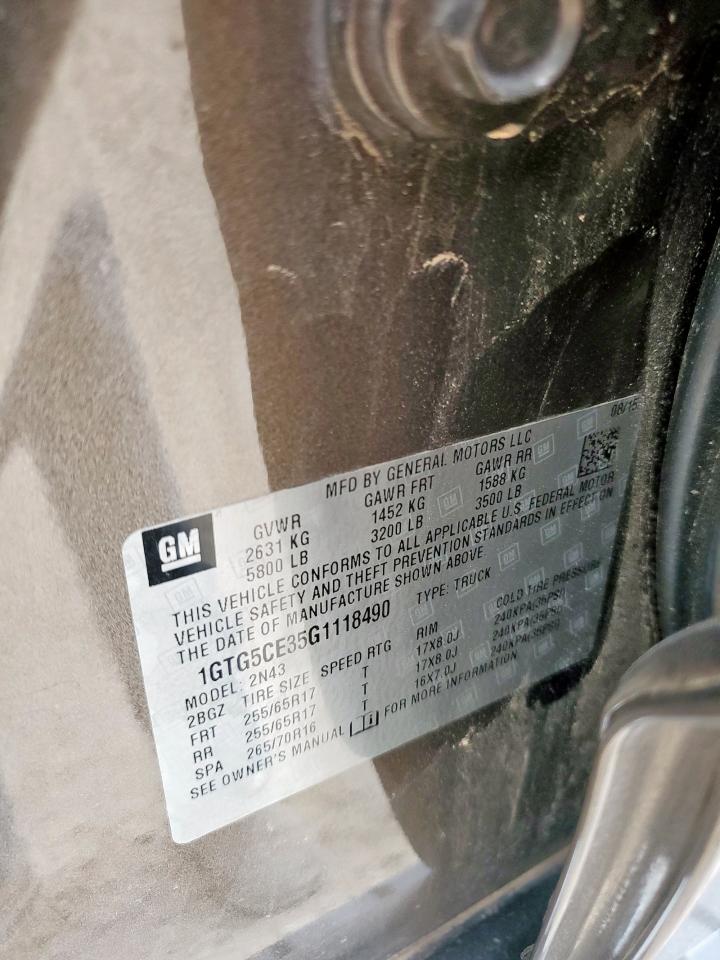 MFD BY GENERAL MOTORS LLC 08/15
GM GVWR GAWR FRT GAWR RR
2631 KG 1452 KG 1588 KG
5800 LB 3200 LB 3500 LB
THIS VEHICLE CONFORMS TO ALL APPLICABLE U.S. FEDERAL MOTOR
VEHICLE SAFETY AND THEFT PREVENTION STANDARDS IN EFFECT ON
THE DATE OF MANUFACTURE SHOWN ABOVE
1GTG5CE35G1118490 TYPE: TRUCK
MODEL: 2N43
2BGZ TIRE SIZE SPEED RTG RIM COLD TIRE PRESSURE
FRT 255/65R17 T 17X8.0J 240KPA(35PSI)
RR 255/65R17 T 17X8.0J 240KPA(35PSI)
SPA 265/70R16 T 16X7.0J 240KPA(35PSI)
SEE OWNER'S MANUAL FOR MORE INFORMATION